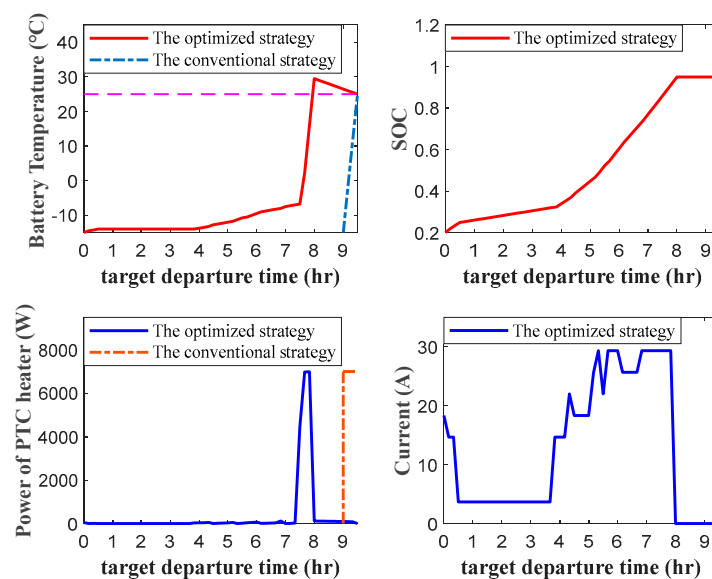 Battery Temperature (℃)
40
30
20
10
0
-10
The optimized strategy
The conventional strategy
0 1 2 3 4 5 6 7 8 9
target departure time (hr)
SOC
1.2
1
0.8
0.6
0.4
0.2
The optimized strategy
0 1 2 3 4 5 6 7 8 9
target departure time (hr)
Power of PTC heater (W)
8000
6000
4000
2000
0
The optimized strategy
The conventional strategy
0 1 2 3 4 5 6 7 8 9
target departure time (hr)
Current (A)
30
20
10
0
The optimized strategy
0 1 2 3 4 5 6 7 8 9
target departure time (hr)